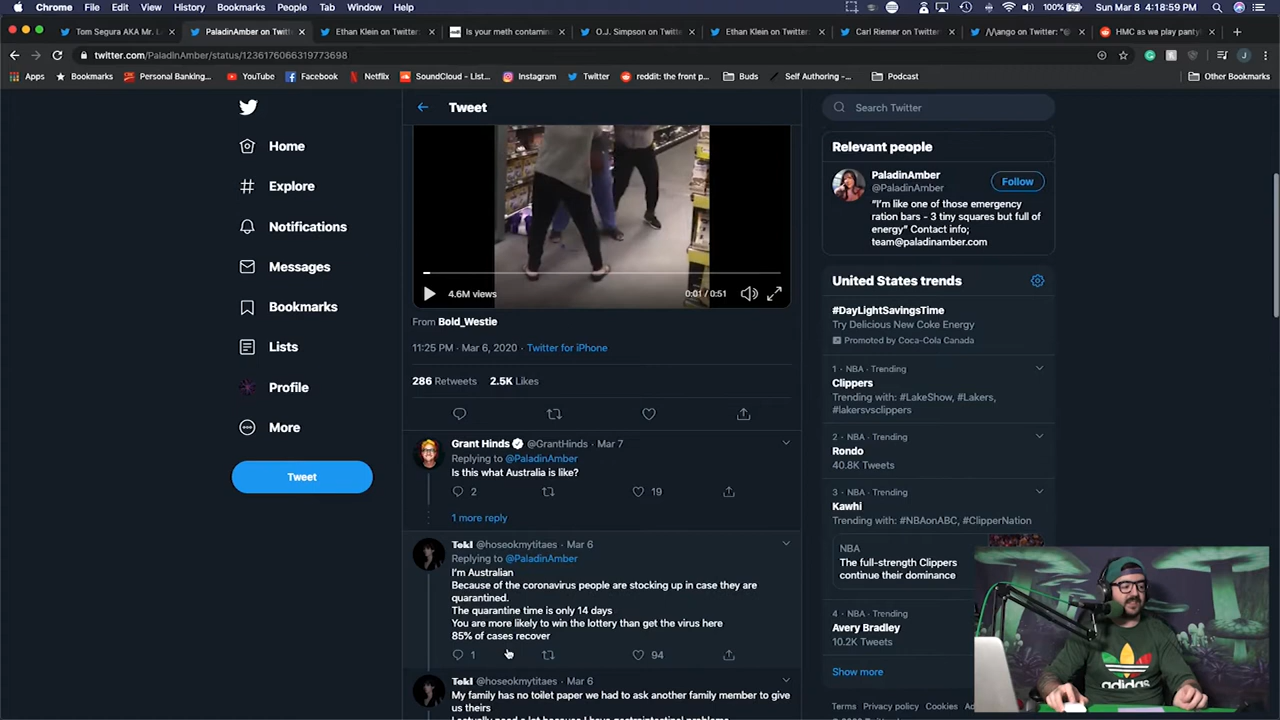 Chrome File Edit View History Bookmarks People Tab Window Help
100% Sun Mar 8 4:18:59 PM
Tom Segura AKA Mr. L
PaladinAmber on Twitt
Ethan Klein on Twitter:
Is your meth contamin
O.J. Simpson on Twitt
Ethan Klein on Twitter
Carl Riemer on Twitter
HMC as we play panty
twitter.com/PaladinAmber/status/1236176066319773698
Apps Bookmarks Personal Banking... YouTube Facebook Netflix SoundCloud - List... Instagram Twitter reddit: the front p... Buds Self Authoring -... Podcast Other Bookmarks
Home
Explore
Notifications
Messages
Bookmarks
Lists
Profile
More
Tweet
Tweet
4.6M views 0:01 / 0:51
From Bold_Westie
11:25 PM · Mar 6, 2020 · Twitter for iPhone
286 Retweets 2.5K Likes
Grant Hinds @GrantHinds · Mar 7
Replying to @PaladinAmber
Is this what Australia is like?
2 19
1 more reply
Tokl @hoseokmytitaes · Mar 6
Replying to @PaladinAmber
I'm Australian
Because of the coronavirus people are stocking up in case they are
quarantined.
The quarantine time is only 14 days
You are more likely to win the lottery than get the virus here
85% of cases recover
1 94
Tokl @hoseokmytitaes · Mar 6
My family has no toilet paper we had to ask another family member to give
us theirs
Search Twitter
Relevant people
PaladinAmber
@PaladinAmber
Follow
"I'm like one of those emergency
ration bars - 3 tiny squares but full of
energy" Contact info;
team@paladinamber.com
United States trends
#DayLightSavingsTime
Try Delicious New Coke Energy
Promoted by Coca-Cola Canada
1 · NBA · Trending
Clippers
Trending with: #LakeShow, #Lakers,
#lakersvsclippers
2 · NBA · Trending
Rondo
40.8K Tweets
3 · NBA · Trending
Kawhi
Trending with: #NBAonABC, #ClipperNation
NBA
The full-strength Clippers
continue their dominance
4 · NBA · Trending
Avery Bradley
10.2K Tweets
Show more
Terms Privacy policy Cookies
adidas